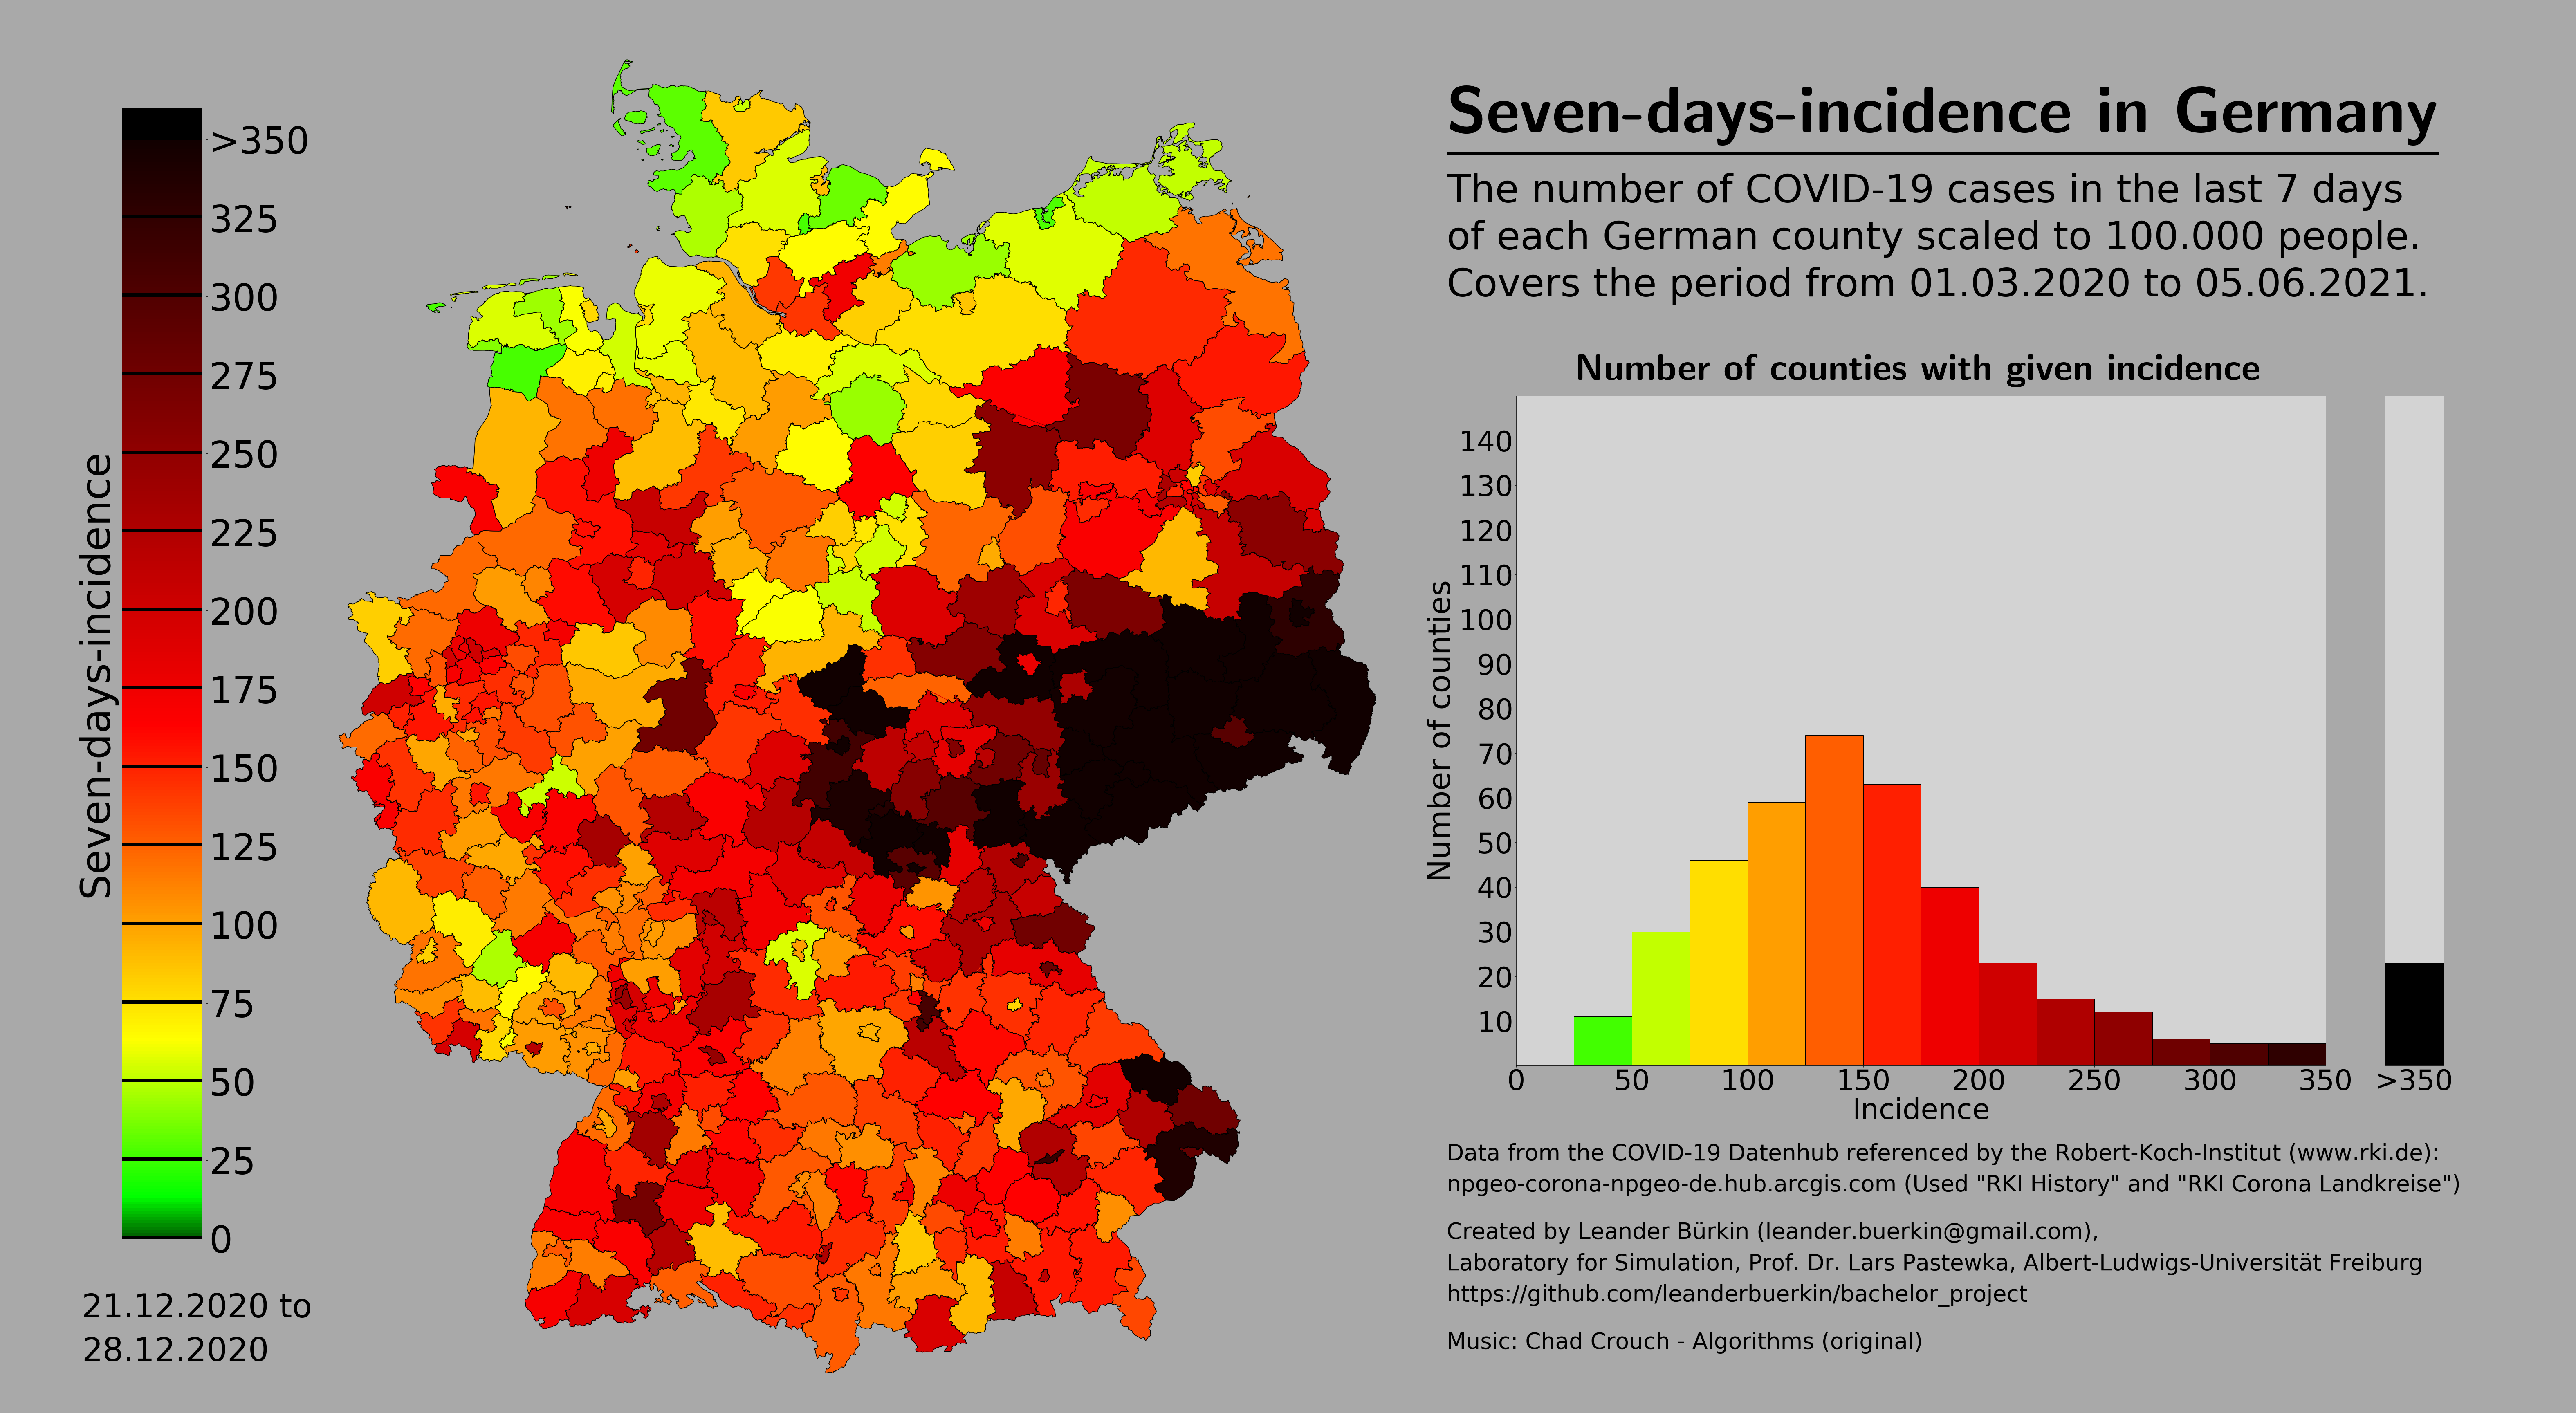 Seven-days-incidence in Germany
The number of COVID-19 cases in the last 7 days
of each German county scaled to 100.000 people.
Covers the period from 01.03.2020 to 05.06.2021.
Seven-days-incidence
>350
325
300
275
250
225
200
175
150
125
100
75
50
25
0
21.12.2020 to
28.12.2020
Number of counties with given incidence
Number of counties
140
130
120
110
100
90
80
70
60
50
40
30
20
10
0 50 100 150 200 250 300 350 >350
Incidence
Data from the COVID-19 Datenhub referenced by the Robert-Koch-Institut (www.rki.de):
npgeo-corona-npgeo-de.hub.arcgis.com (Used "RKI History" and "RKI Corona Landkreise")
Created by Leander Bürkin (leander.buerkin@gmail.com),
Laboratory for Simulation, Prof. Dr. Lars Pastewka, Albert-Ludwigs-Universität Freiburg
https://github.com/leanderbuerkin/bachelor_project
Music: Chad Crouch - Algorithms (original)